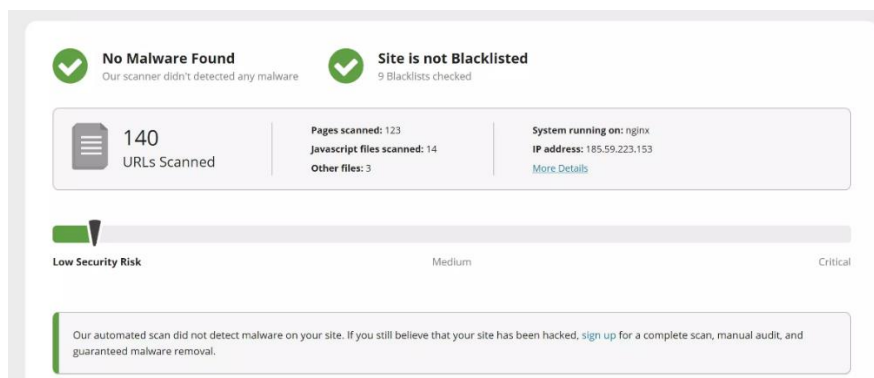 No Malware Found
Our scanner didn't detected any malware
Site is not Blacklisted
9 Blacklists checked
140
URLs Scanned
Pages scanned: 123
Javascript files scanned: 14
Other files: 3
System running on: nginx
IP address: 185.59.223.153
More Details
Low Security Risk
Medium
Critical
Our automated scan did not detect malware on your site. If you still believe that your site has been hacked, sign up for a complete scan, manual audit, and
guaranteed malware removal.